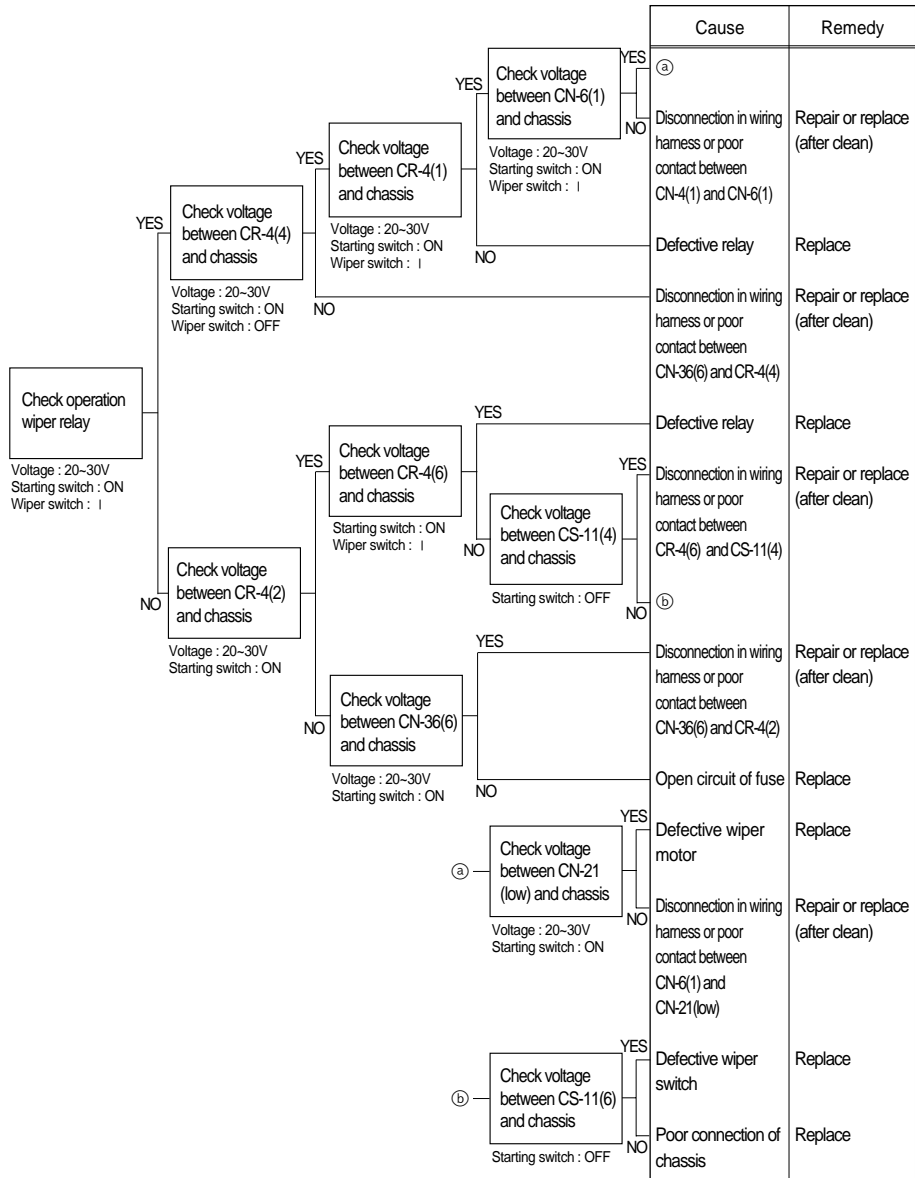 Cause
Remedy
YES
ⓐ
Check voltage
between CN-6(1)
and chassis
YES
NO
Voltage : 20~30V
Starting switch : ON
Wiper switch : I
Disconnection in wiring
harness or poor
contact between
CN-4(1) and CN-6(1)
Repair or replace
(after clean)
Check voltage
between CR-4(1)
and chassis
YES
Voltage : 20~30V
Starting switch : ON
Wiper switch : I
NO
Defective relay
Replace
Check voltage
between CR-4(4)
and chassis
YES
Voltage : 20~30V
Starting switch : ON
Wiper switch : OFF
NO
Disconnection in wiring
harness or poor
contact between
CN-36(6) and CR-4(4)
Repair or replace
(after clean)
Check operation
wiper relay
Voltage : 20~30V
Starting switch : ON
Wiper switch : I
YES
Defective relay
Replace
YES
Check voltage
between CR-4(6)
and chassis
Starting switch : ON
Wiper switch : I
NO
YES
Check voltage
between CS-11(4)
and chassis
Starting switch : OFF
Disconnection in wiring
harness or poor
contact between
CR-4(6) and CS-11(4)
Repair or replace
(after clean)
NO
ⓑ
NO
Check voltage
between CR-4(2)
and chassis
Voltage : 20~30V
Starting switch : ON
YES
Disconnection in wiring
harness or poor
contact between
CN-36(6) and CR-4(2)
Repair or replace
(after clean)
NO
Check voltage
between CN-36(6)
and chassis
Voltage : 20~30V
Starting switch : ON
NO
Open circuit of fuse
Replace
ⓐ
Check voltage
between CN-21
(low) and chassis
Voltage : 20~30V
Starting switch : ON
YES
Defective wiper
motor
Replace
NO
Disconnection in wiring
harness or poor
contact between
CN-6(1) and
CN-21(low)
Repair or replace
(after clean)
ⓑ
Check voltage
between CS-11(6)
and chassis
Starting switch : OFF
YES
Defective wiper
switch
Replace
NO
Poor connection of
chassis
Replace